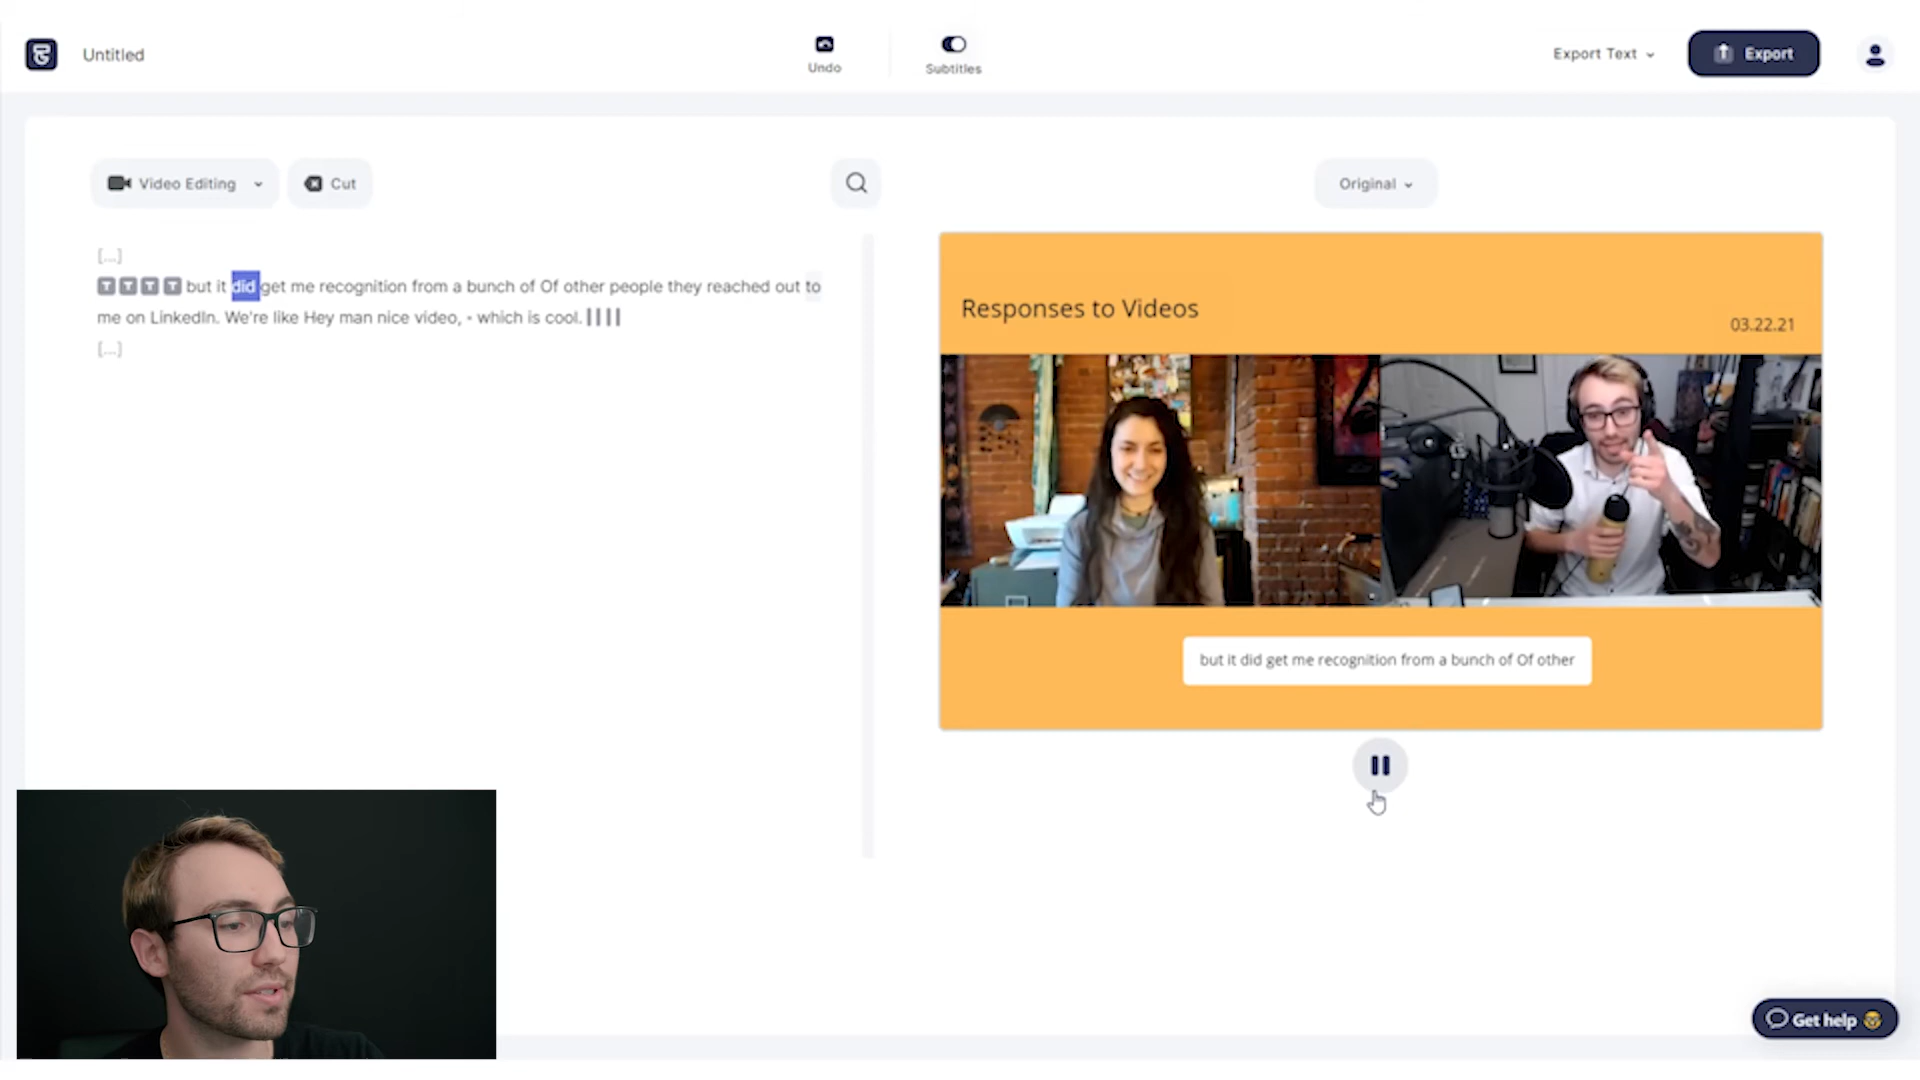 Untitled
Undo
Subtitles
Export Text
Export
Video Editing
Cut
Original
[...]
T T T T but it did get me recognition from a bunch of Of other people they reached out to
me on LinkedIn. We're like Hey man nice video, - which is cool.
[...]
Responses to Videos
03.22.21
but it did get me recognition from a bunch of Of other
Get help